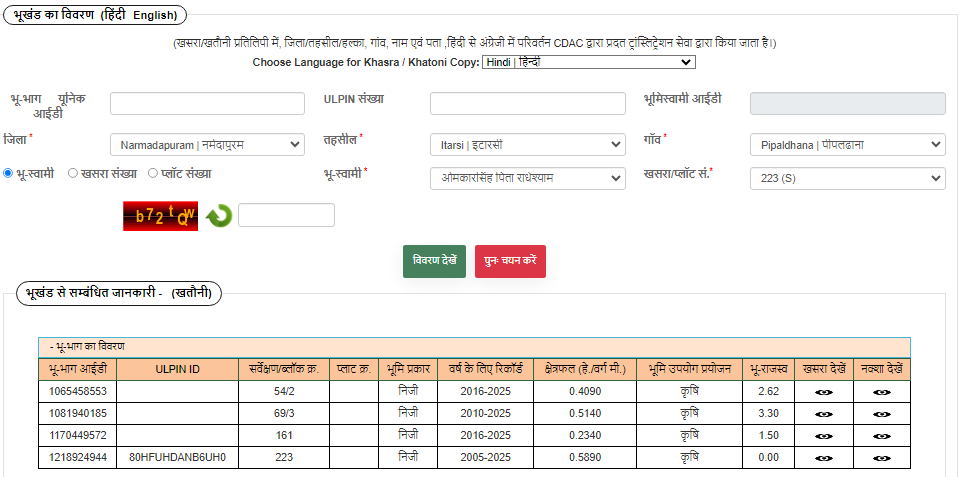 भूखंड का विवरण (हिंदी English)
(खसरा/खतौनी प्रतिलिपी में, जिला/तहसील/हल्का, गांव, नाम एवं पता ,हिंदी से अंग्रेजी में परिवर्तन CDAC द्वारा प्रदत ट्रांस्लिट्रेशन सेवा द्वारा किया जाता है।)
Choose Language for Khasra / Khatoni Copy: Hindi | हिन्दी
भू-भाग यूनिक आईडी ULPIN संख्या भूमिस्वामी आईडी
जिला * Narmadapuram | नर्मदापुरम तहसील * Itarsi | इटारसी गाँव * Pipaldhana | पीपलढाना
भू-स्वामी खसरा संख्या प्लॉट संख्या भू-स्वामी * ओमकारसिंह पिता राधेश्याम खसरा/प्लॉट सं.* 223 (S)
b72tQW
विवरण देखें पुनः चयन करें
भूखंड से सम्बंधित जानकारी - (खतौनी)
- भू-भाग का विवरण
भू-भाग आईडी ULPIN ID सर्वेक्षण/ब्लॉक क्र. प्लाट क्र. भूमि प्रकार वर्ष के लिए रिकॉर्ड क्षेत्रफल (हे./वर्ग मी.) भूमि उपयोग प्रयोजन भू-राजस्व खसरा देखें नक्शा देखें
1065458553 54/2 निजी 2016-2025 0.4090 कृषि 2.62
1081940185 69/3 निजी 2010-2025 0.5140 कृषि 3.30
1170449572 161 निजी 2016-2025 0.2340 कृषि 1.50
1218924944 80HFUHDANB6UH0 223 निजी 2005-2025 0.5890 कृषि 0.00